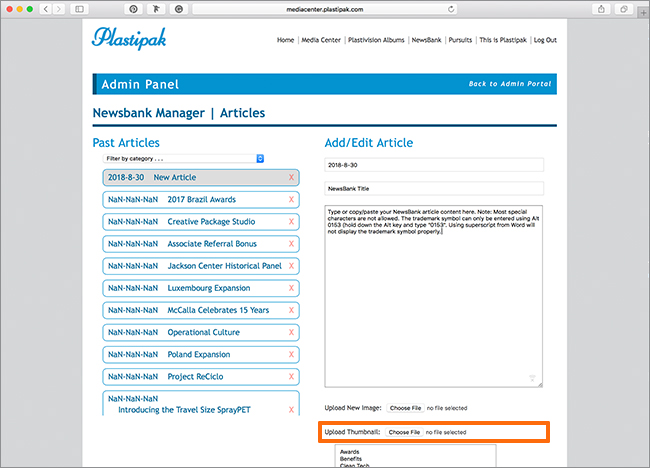 mediacenter.plastipak.com
Plastipak
Home | Media Center | Plastivision Albums | NewsBank | Pursuits | This is Plastipak | Log Out
Admin Panel
Back to Admin Portal
Newsbank Manager | Articles
Past Articles
Filter by category . . .
2018-8-30 New Article X
NaN-NaN-NaN 2017 Brazil Awards X
NaN-NaN-NaN Creative Package Studio X
NaN-NaN-NaN Associate Referral Bonus X
NaN-NaN-NaN Jackson Center Historical Panel X
NaN-NaN-NaN Luxembourg Expansion X
NaN-NaN-NaN McCalla Celebrates 15 Years X
NaN-NaN-NaN Operational Culture X
NaN-NaN-NaN Poland Expansion X
NaN-NaN-NaN Project ReCiclo X
NaN-NaN-NaN
Introducing the Travel Size SprayPET X
Add/Edit Article
2018-8-30
NewsBank Title
Type or copy/paste your NewsBank article content here. Note: Most special
characters are not allowed. The trademark symbol can only be entered using Alt
0153 (hold down the Alt key and type "0153". Using superscript from Word will
not display the trademark symbol properly.
Upload New Image: Choose File no file selected
Upload Thumbnail: Choose File no file selected
Awards
Benefits
Clean Tech